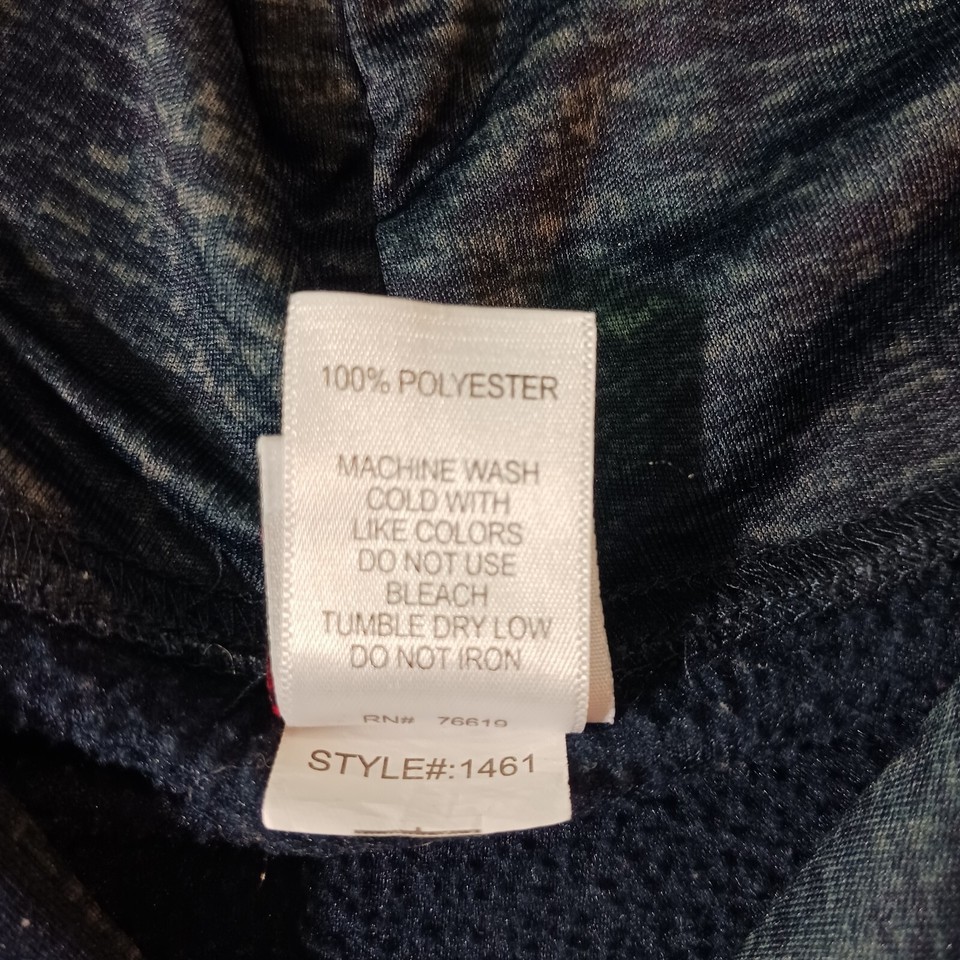 100% POLYESTER
MACHINE WASH
COLD WITH
LIKE COLORS
DO NOT USE
BLEACH
TUMBLE DRY LOW
DO NOT IRON
RN# 76619
STYLE#:1461